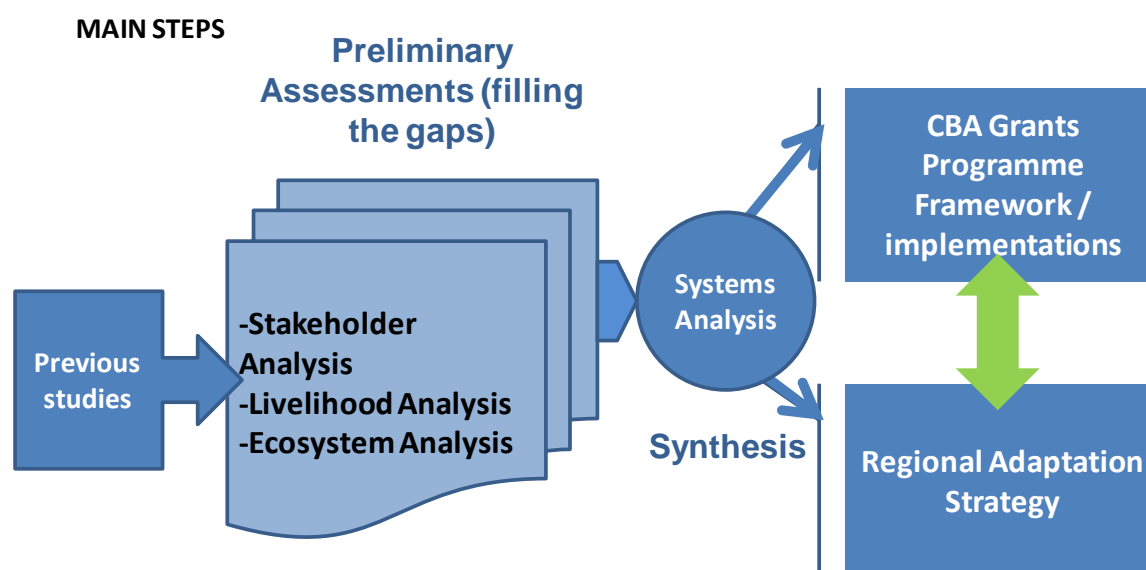 MAIN STEPS
Preliminary
Assessments (filling
the gaps)
Previous
studies
-Stakeholder
Analysis
-Livelihood Analysis
-Ecosystem Analysis
Systems
Analysis
Synthesis
CBA Grants
Programme
Framework /
implementations
Regional Adaptation
Strategy